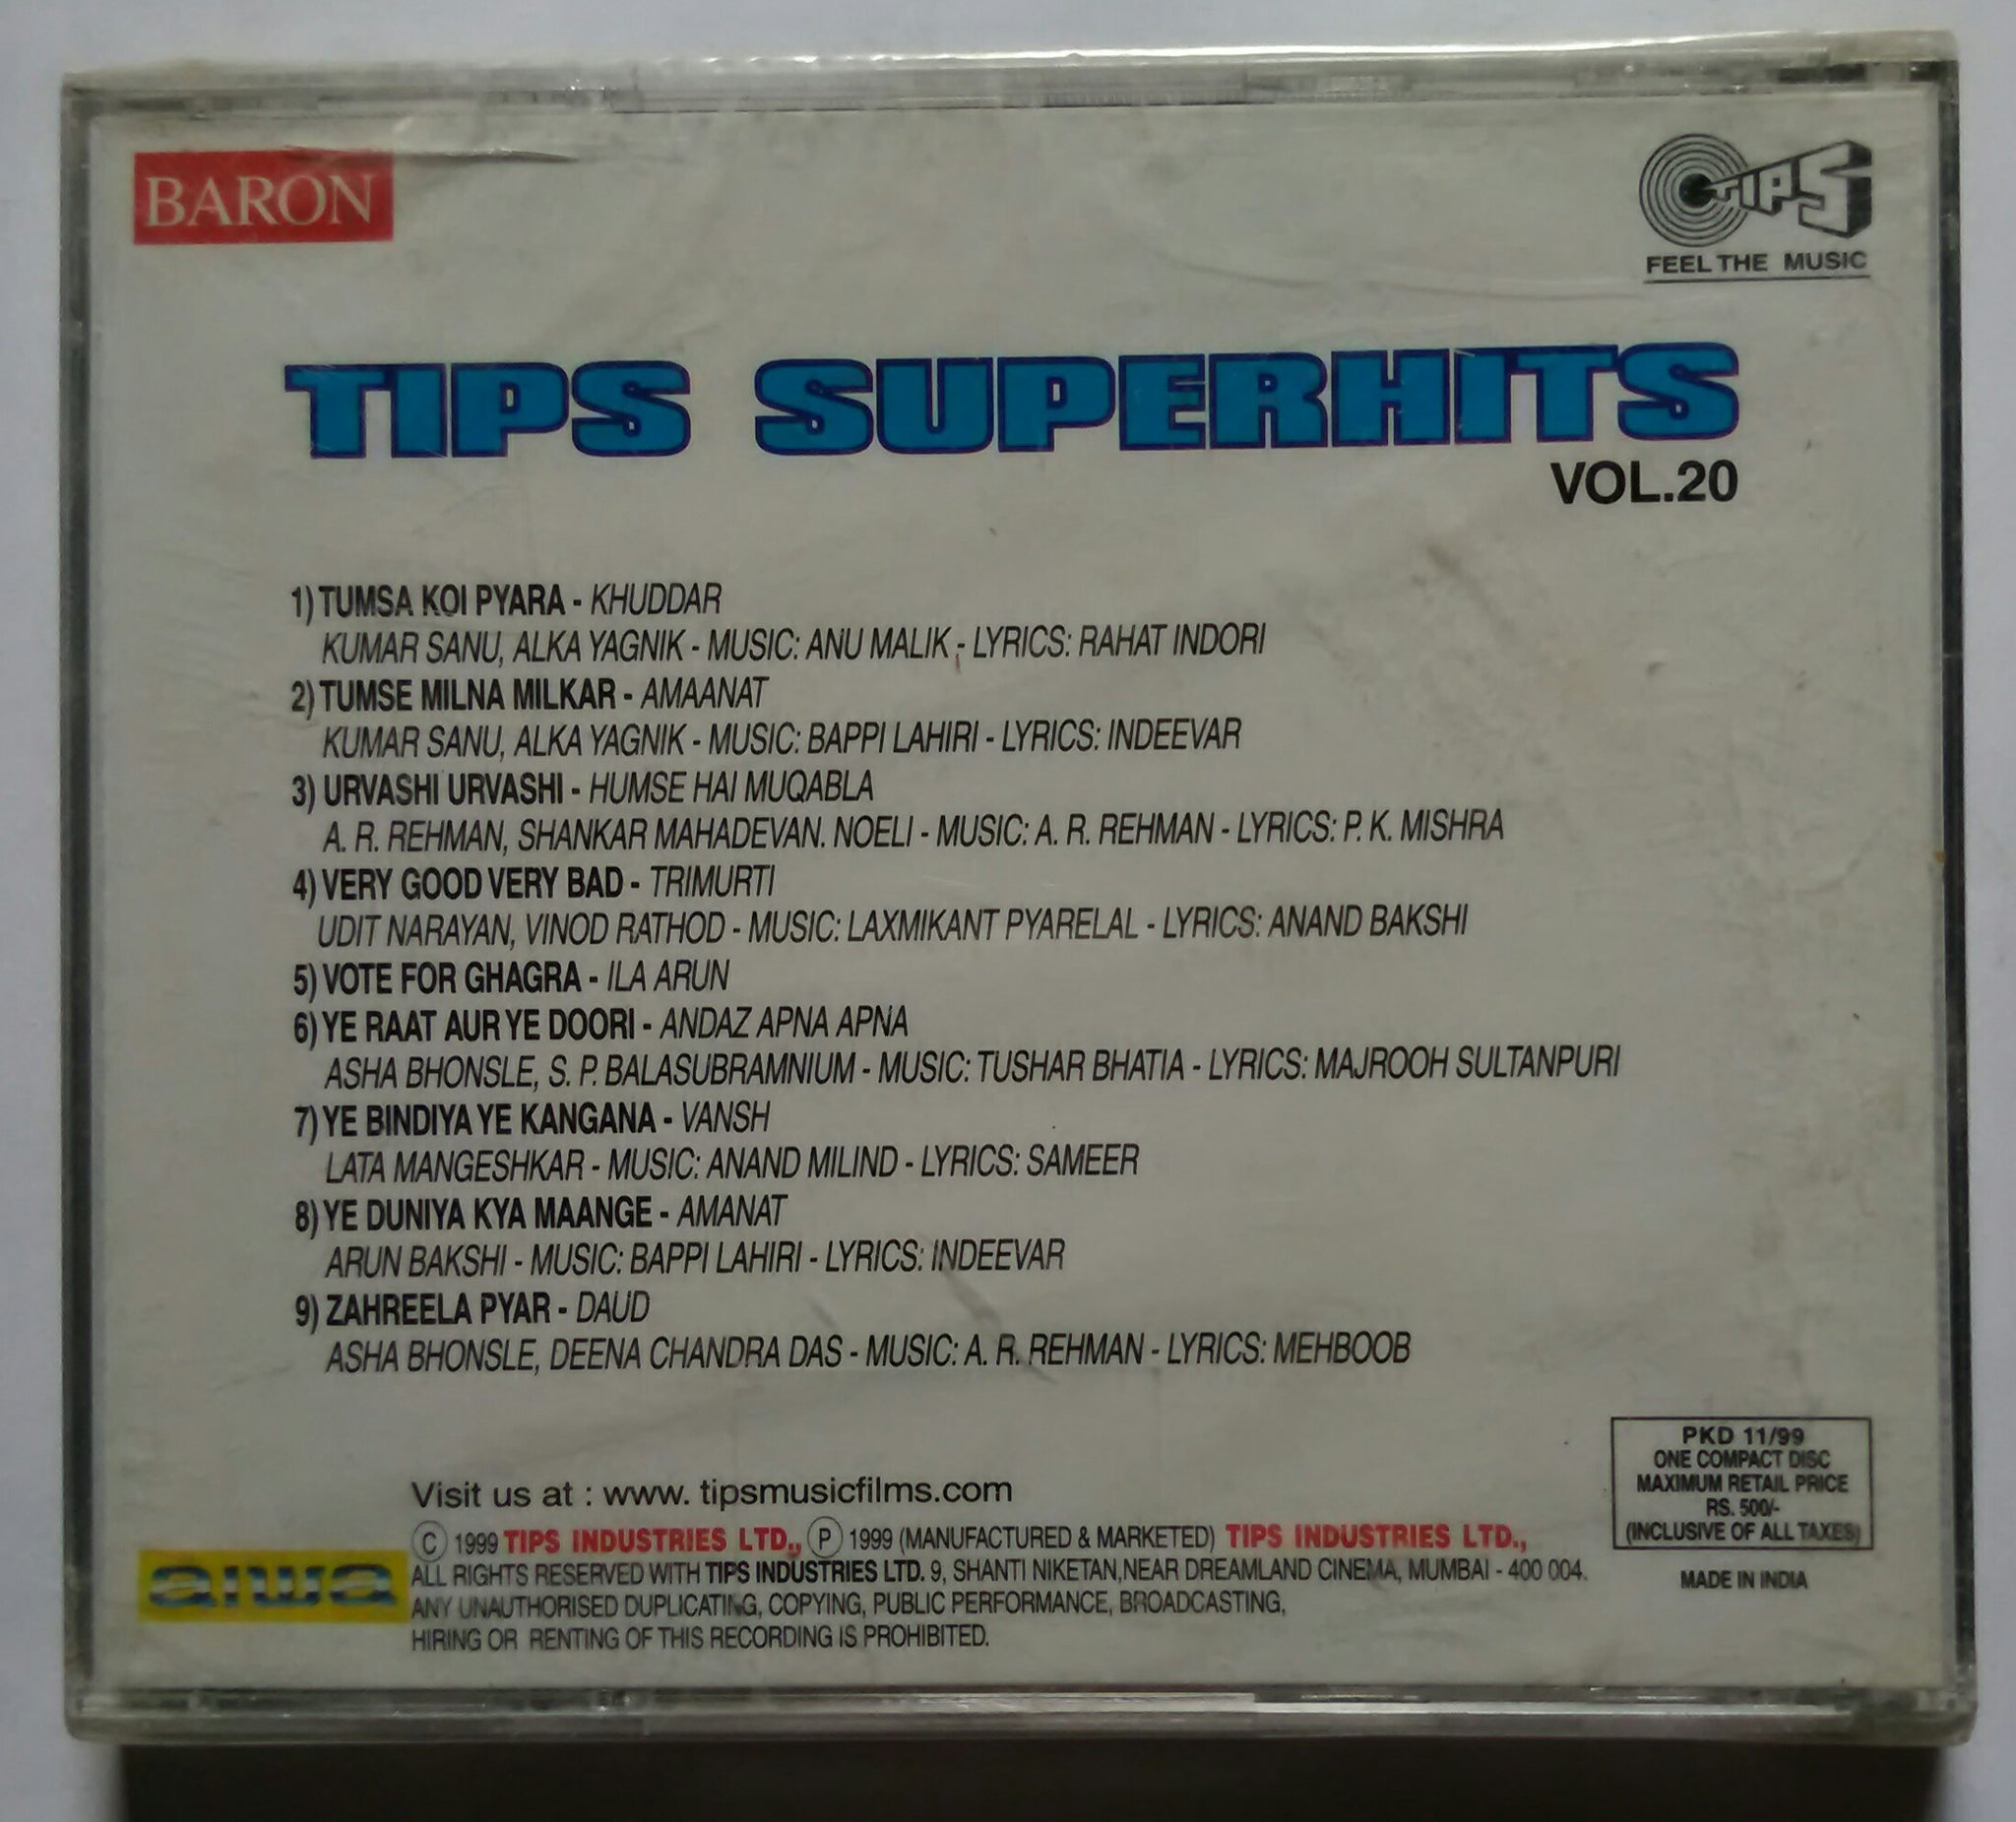 BARON
TIPS
FEEL THE MUSIC
TIPS SUPERHITS
VOL.20
1) TUMSA KOI PYARA - KHUDDAR
KUMAR SANU, ALKA YAGNIK - MUSIC: ANU MALIK - LYRICS: RAHAT INDORI
2) TUMSE MILNA MILKAR - AMAANAT
KUMAR SANU, ALKA YAGNIK - MUSIC: BAPPI LAHIRI - LYRICS: INDEEVAR
3) URVASHI URVASHI - HUMSE HAI MUQABLA
A. R. REHMAN, SHANKAR MAHADEVAN. NOELI - MUSIC: A. R. REHMAN - LYRICS: P. K. MISHRA
4) VERY GOOD VERY BAD - TRIMURTI
UDIT NARAYAN, VINOD RATHOD - MUSIC: LAXMIKANT PYARELAL - LYRICS: ANAND BAKSHI
5) VOTE FOR GHAGRA - ILA ARUN
6) YE RAAT AUR YE DOORI - ANDAZ APNA APNA
ASHA BHONSLE, S. P. BALASUBRAMNIUM - MUSIC: TUSHAR BHATIA - LYRICS: MAJROOH SULTANPURI
7) YE BINDIYA YE KANGANA - VANSH
LATA MANGESHKAR - MUSIC: ANAND MILIND - LYRICS: SAMEER
8) YE DUNIYA KYA MAANGE - AMANAT
ARUN BAKSHI - MUSIC: BAPPI LAHIRI - LYRICS: INDEEVAR
9) ZAHREELA PYAR - DAUD
ASHA BHONSLE, DEENA CHANDRA DAS - MUSIC: A. R. REHMAN - LYRICS: MEHBOOB
PKD 11/99
ONE COMPACT DISC
MAXIMUM RETAIL PRICE
RS. 500/-
(INCLUSIVE OF ALL TAXES)
MADE IN INDIA
Visit us at : www. tipsmusicfilms.com
Ⓒ 1999 TIPS INDUSTRIES LTD., Ⓟ 1999 (MANUFACTURED & MARKETED) TIPS INDUSTRIES LTD.,
ALL RIGHTS RESERVED WITH TIPS INDUSTRIES LTD. 9, SHANTI NIKETAN,NEAR DREAMLAND CINEMA, MUMBAI - 400 004.
ANY UNAUTHORISED DUPLICATING, COPYING, PUBLIC PERFORMANCE, BROADCASTING,
HIRING OR RENTING OF THIS RECORDING IS PROHIBITED.
aiwa